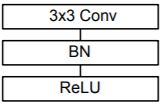 3x3 Conv
BN
ReLU